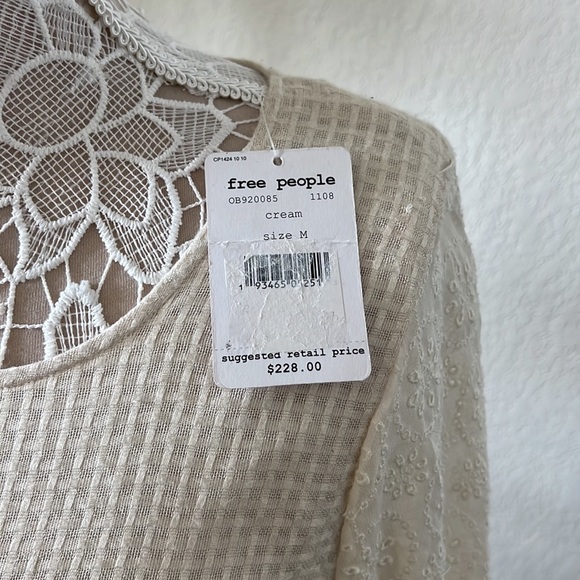 CP1424 10 10
free people
OB920085 1108
cream
size M
suggested retail price
$228.00